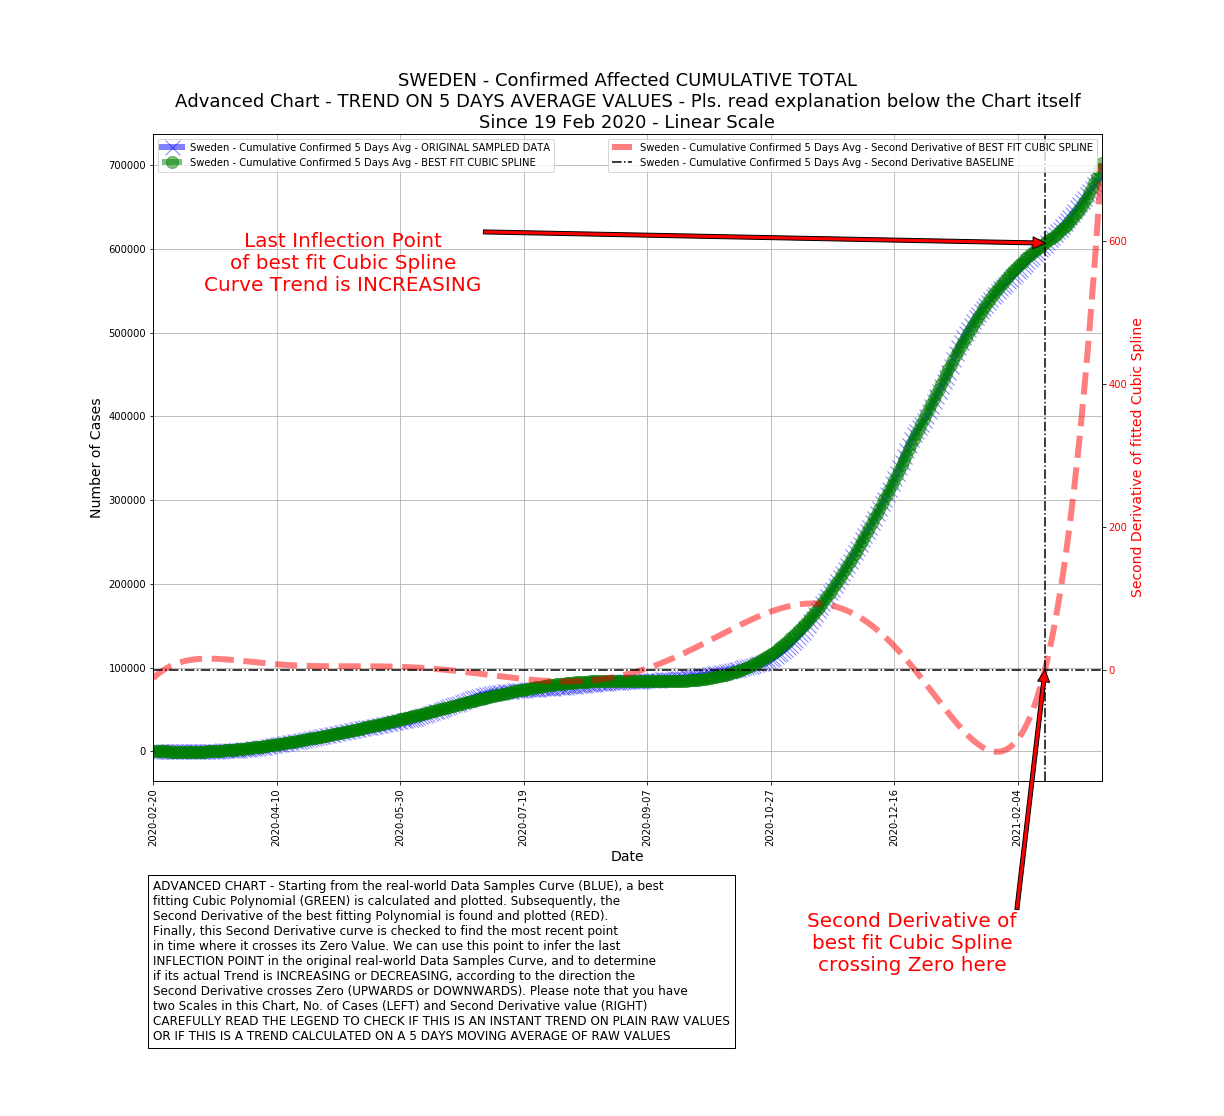 SWEDEN - Confirmed Affected CUMULATIVE TOTAL
Advanced Chart - TREND ON 5 DAYS AVERAGE VALUES - Pls. read explanation below the Chart itself
Since 19 Feb 2020 - Linear Scale
Sweden - Cumulative Confirmed 5 Days Avg - ORIGINAL SAMPLED DATA
Sweden - Cumulative Confirmed 5 Days Avg - BEST FIT CUBIC SPLINE
Sweden - Cumulative Confirmed 5 Days Avg - Second Derivative of BEST FIT CUBIC SPLINE
Sweden - Cumulative Confirmed 5 Days Avg - Second Derivative BASELINE
Last Inflection Point
of best fit Cubic Spline
Curve Trend is INCREASING
Number of Cases
700000
600000
500000
400000
300000
200000
100000
0
600
400
200
0
Second Derivative of fitted Cubic Spline
2020-02-20
2020-04-10
2020-05-30
2020-07-19
2020-09-07
2020-10-27
2020-12-16
2021-02-04
Date
ADVANCED CHART - Starting from the real-world Data Samples Curve (BLUE), a best
fitting Cubic Polynomial (GREEN) is calculated and plotted. Subsequently, the
Second Derivative of the best fitting Polynomial is found and plotted (RED).
Finally, this Second Derivative curve is checked to find the most recent point
in time where it crosses its Zero Value. We can use this point to infer the last
INFLECTION POINT in the original real-world Data Samples Curve, and to determine
if its actual Trend is INCREASING or DECREASING, according to the direction the
Second Derivative crosses Zero (UPWARDS or DOWNWARDS). Please note that you have
two Scales in this Chart, No. of Cases (LEFT) and Second Derivative value (RIGHT)
CAREFULLY READ THE LEGEND TO CHECK IF THIS IS AN INSTANT TREND ON PLAIN RAW VALUES
OR IF THIS IS A TREND CALCULATED ON A 5 DAYS MOVING AVERAGE OF RAW VALUES
Second Derivative of
best fit Cubic Spline
crossing Zero here